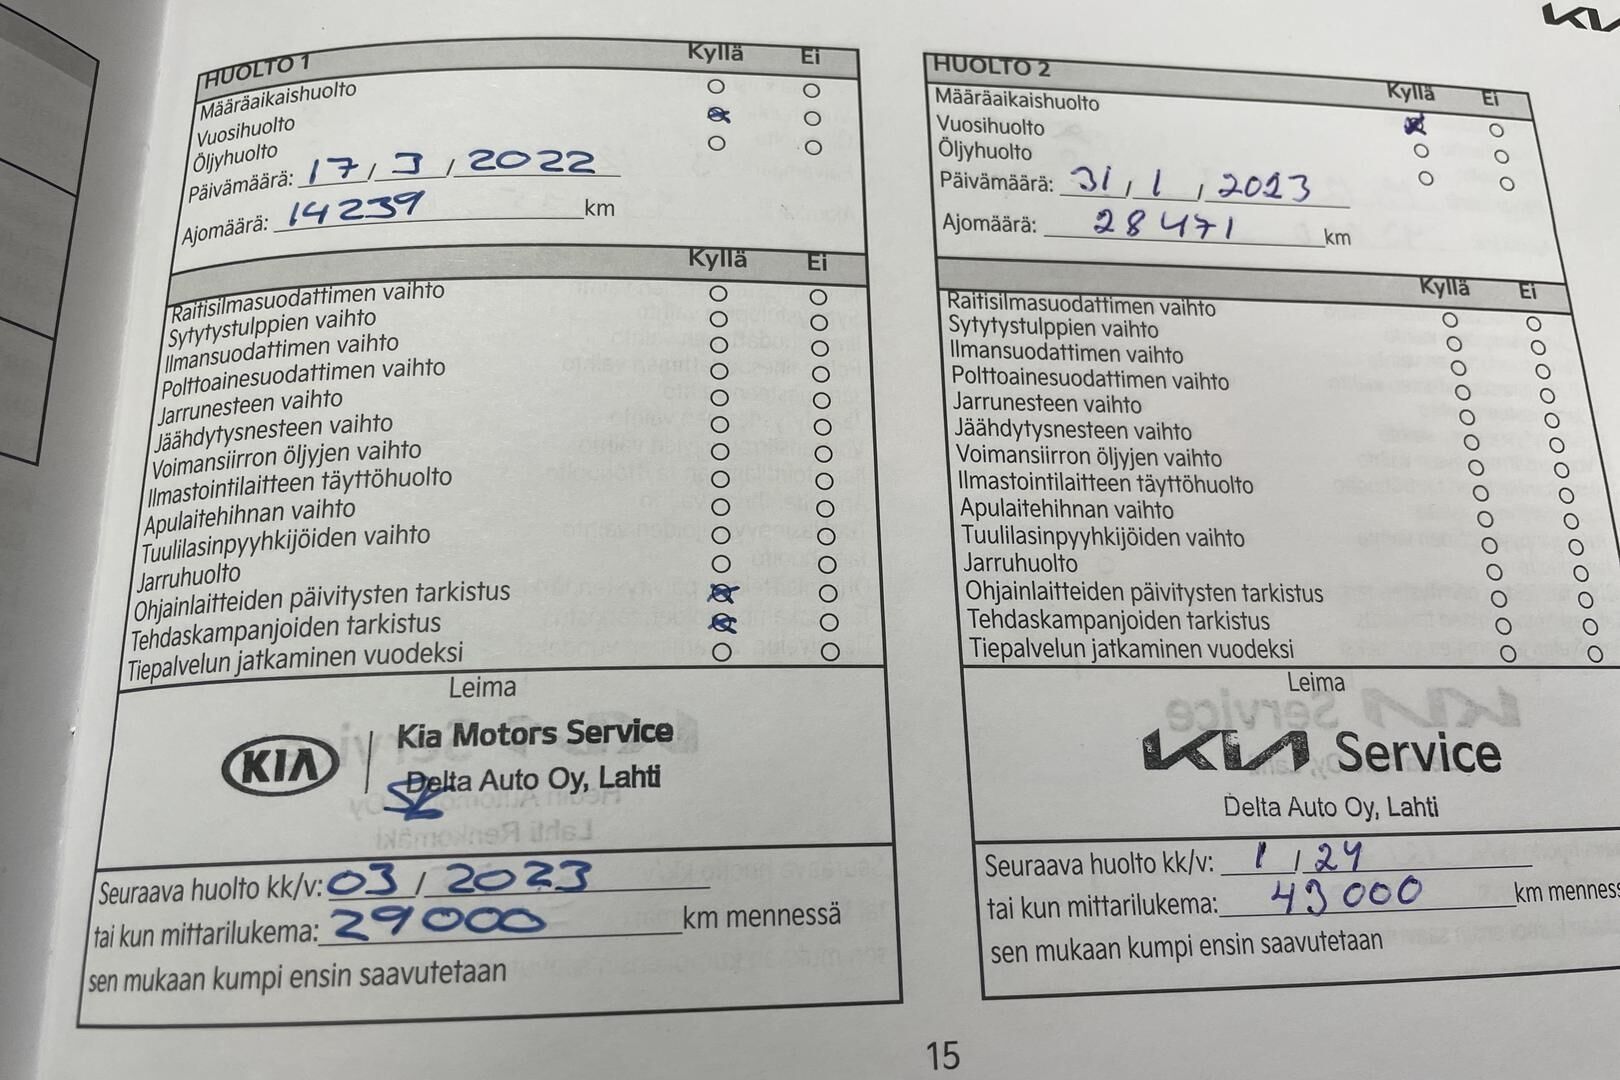 KIA
HUOLTO 1 Kyllä Ei
Määräaikaishuolto
Vuosihuolto
Öljyhuolto
Päivämäärä: 17 / 3 / 2022
Ajomäärä: 14239 km
Kyllä Ei
Raitisilmasuodattimen vaihto
Sytytystulppien vaihto
Ilmansuodattimen vaihto
Polttoainesuodattimen vaihto
Jarrunesteen vaihto
Jäähdytysnesteen vaihto
Voimansiirron öljyjen vaihto
Ilmastointilaitteen täyttöhuolto
Apulaitehihnan vaihto
Tuulilasinpyyhkijöiden vaihto
Jarruhuolto
Ohjainlaitteiden päivitysten tarkistus
Tehdaskampanjoiden tarkistus
Tiepalvelun jatkaminen vuodeksi
Leima
KIA Kia Motors Service
Delta Auto Oy, Lahti
Seuraava huolto kk/v: 03 / 2023
tai kun mittarilukema: 29000 km mennessä
sen mukaan kumpi ensin saavutetaan
HUOLTO 2 Kyllä Ei
Määräaikaishuolto
Vuosihuolto
Öljyhuolto
Päivämäärä: 31 / 1 / 2023
Ajomäärä: 28471 km
Kyllä Ei
Raitisilmasuodattimen vaihto
Sytytystulppien vaihto
Ilmansuodattimen vaihto
Polttoainesuodattimen vaihto
Jarrunesteen vaihto
Jäähdytysnesteen vaihto
Voimansiirron öljyjen vaihto
Ilmastointilaitteen täyttöhuolto
Apulaitehihnan vaihto
Tuulilasinpyyhkijöiden vaihto
Jarruhuolto
Ohjainlaitteiden päivitysten tarkistus
Tehdaskampanjoiden tarkistus
Tiepalvelun jatkaminen vuodeksi
Leima
KIA Service
Delta Auto Oy, Lahti
Seuraava huolto kk/v: 1 / 24
tai kun mittarilukema: 43000 km menness
sen mukaan kumpi ensin saavutetaan
15